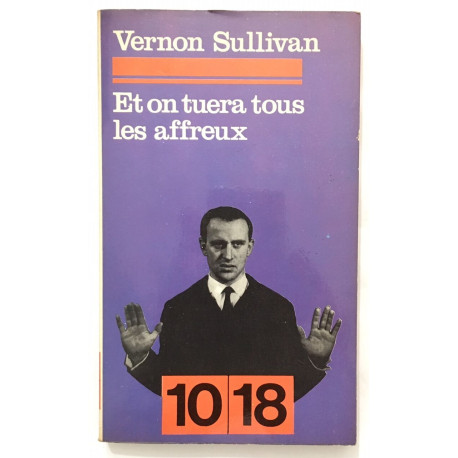 Vernon Sullivan
Et on tuera tous
les affreux
10 18